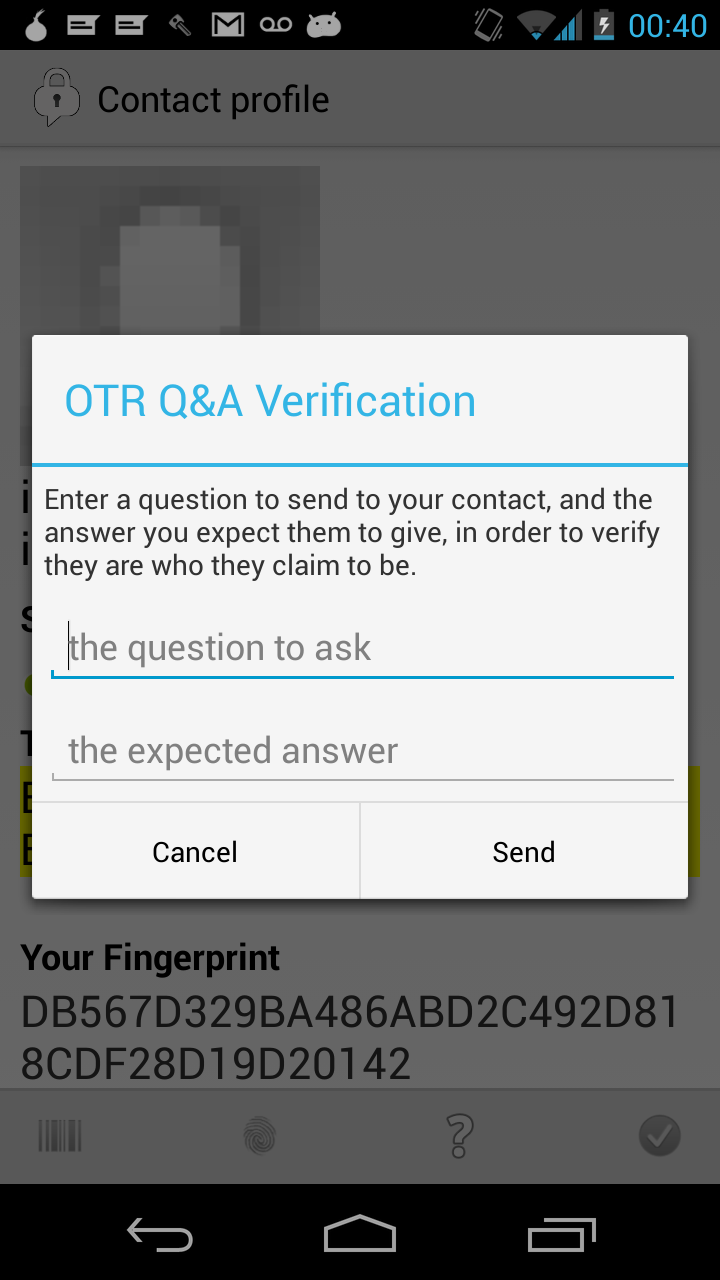 00:40
Contact profile
OTR Q&A Verification
Enter a question to send to your contact, and the
answer you expect them to give, in order to verify
they are who they claim to be.
the question to ask
the expected answer
Cancel
Send
Your Fingerprint
DB567D329BA486ABD2C492D81
8CDF28D19D20142